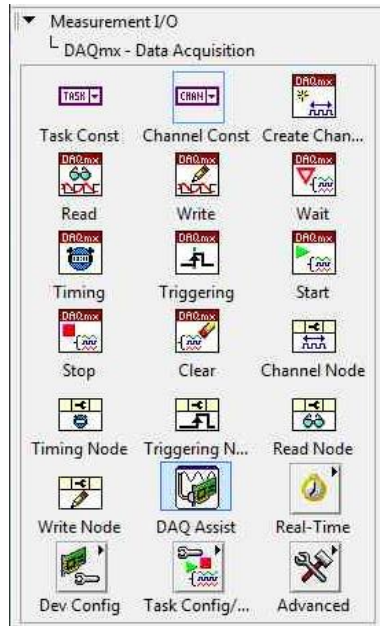 Measurement I/O
DAQmx - Data Acquisition
TASK CHAN DAQmx
Task Const Channel Const Create Chan...
DAQmx DAQmx DAQmx
Read Write Wait
DAQmx DAQmx DAQmx
Timing Triggering Start
DAQmx DAQmx
Stop Clear Channel Node
Timing Node Triggering N... Read Node
Write Node DAQ Assist Real-Time
Dev Config Task Config/... Advanced